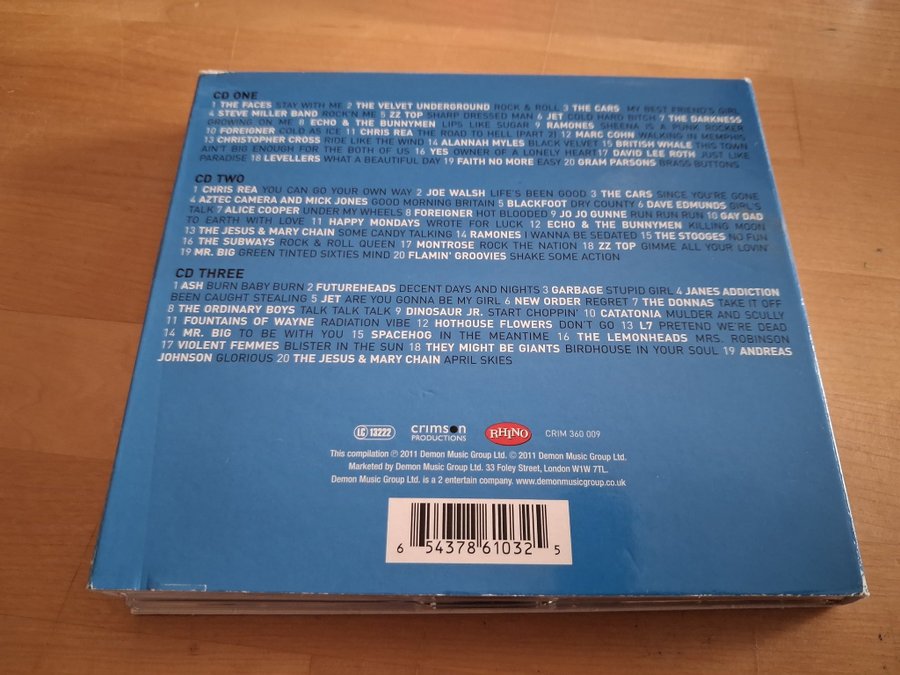 CD ONE
1 THE FACES STAY WITH ME 2 THE VELVET UNDERGROUND ROCK & ROLL 3 THE CARS MY BEST FRIEND'S GIRL
4 STEVE MILLER BAND ROCK'N ME 5 ZZ TOP SHARP DRESSED MAN 6 JET COLD HARD BITCH 7 THE DARKNESS
GROWING ON ME 8 ECHO & THE BUNNYMEN LIPS LIKE SUGAR 9 RAMONES SHEENA IS A PUNK ROCKER
10 FOREIGNER COLD AS ICE 11 CHRIS REA THE ROAD TO HELL (PART 2) 12 MARC COHN WALKING IN MEMPHIS
13 CHRISTOPHER CROSS RIDE LIKE THE WIND 14 ALANNAH MYLES BLACK VELVET 15 BRITISH WHALE THIS TOWN
AIN'T BIG ENOUGH FOR THE BOTH OF US 16 YES OWNER OF A LONELY HEART 17 DAVID LEE ROTH JUST LIKE
PARADISE 18 LEVELLERS WHAT A BEAUTIFUL DAY 19 FAITH NO MORE EASY 20 GRAM PARSONS BRASS BUTTONS
CD TWO
1 CHRIS REA YOU CAN GO YOUR OWN WAY 2 JOE WALSH LIFE'S BEEN GOOD 3 THE CARS SINCE YOU'RE GONE
4 AZTEC CAMERA AND MICK JONES GOOD MORNING BRITAIN 5 BLACKFOOT DRY COUNTY 6 DAVE EDMUNDS GIRL'S
TALK 7 ALICE COOPER UNDER MY WHEELS 8 FOREIGNER HOT BLOODED 9 JO JO GUNNE RUN RUN RUN 10 GAY DAD
TO EARTH WITH LOVE 11 HAPPY MONDAYS WROTE FOR LUCK 12 ECHO & THE BUNNYMEN KILLING MOON
13 THE JESUS & MARY CHAIN SOME CANDY TALKING 14 RAMONES I WANNA BE SEDATED 15 THE STOOGES NO FUN
16 THE SUBWAYS ROCK & ROLL QUEEN 17 MONTROSE ROCK THE NATION 18 ZZ TOP GIMME ALL YOUR LOVIN'
19 MR. BIG GREEN TINTED SIXTIES MIND 20 FLAMIN' GROOVIES SHAKE SOME ACTION
CD THREE
1 ASH BURN BABY BURN 2 FUTUREHEADS DECENT DAYS AND NIGHTS 3 GARBAGE STUPID GIRL 4 JANES ADDICTION
BEEN CAUGHT STEALING 5 JET ARE YOU GONNA BE MY GIRL 6 NEW ORDER REGRET 7 THE DONNAS TAKE IT OFF
8 THE ORDINARY BOYS TALK TALK TALK 9 DINOSAUR JR. START CHOPPIN' 10 CATATONIA MULDER AND SCULLY
11 FOUNTAINS OF WAYNE RADIATION VIBE 12 HOTHOUSE FLOWERS DON'T GO 13 L7 PRETEND WE'RE DEAD
14 MR. BIG TO BE WITH YOU 15 SPACEHOG IN THE MEANTIME 16 THE LEMONHEADS MRS. ROBINSON
17 VIOLENT FEMMES BLISTER IN THE SUN 18 THEY MIGHT BE GIANTS BIRDHOUSE IN YOUR SOUL 19 ANDREAS
JOHNSON GLORIOUS 20 THE JESUS & MARY CHAIN APRIL SKIES
LC 13222 crimson PRODUCTIONS RHINO CRIM 360 009
This compilation ℗ 2011 Demon Music Group Ltd. © 2011 Demon Music Group Ltd.
Marketed by Demon Music Group Ltd. 33 Foley Street, London W1W 7TL.
Demon Music Group Ltd. is a 2 entertain company. www.demonmusicgroup.co.uk
6 54378 61032 5